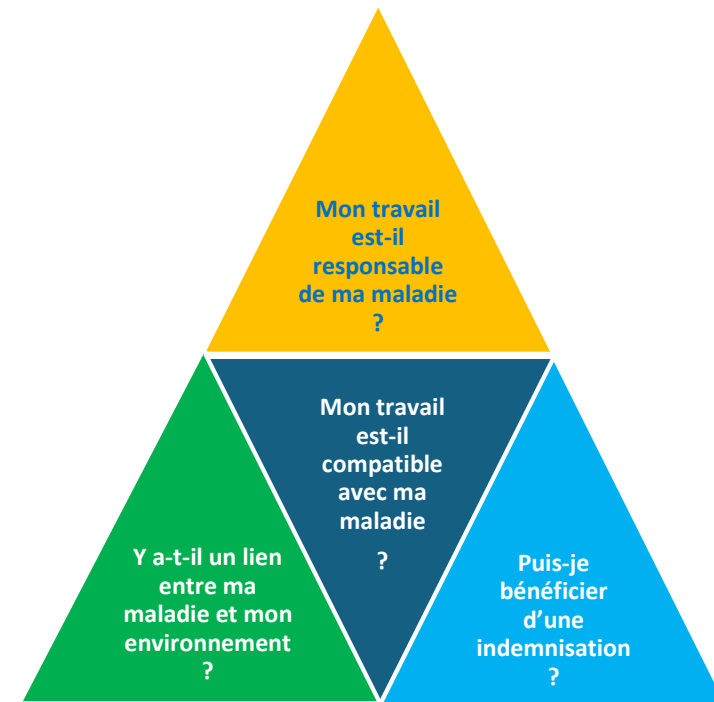 Mon travail
est-il
responsable
de ma maladie
?
Mon travail
est-il
compatible
avec ma
maladie
?
Y a-t-il un lien
entre ma
maladie et mon
environnement
?
Puis-je
bénéficier
d’une
indemnisation
?